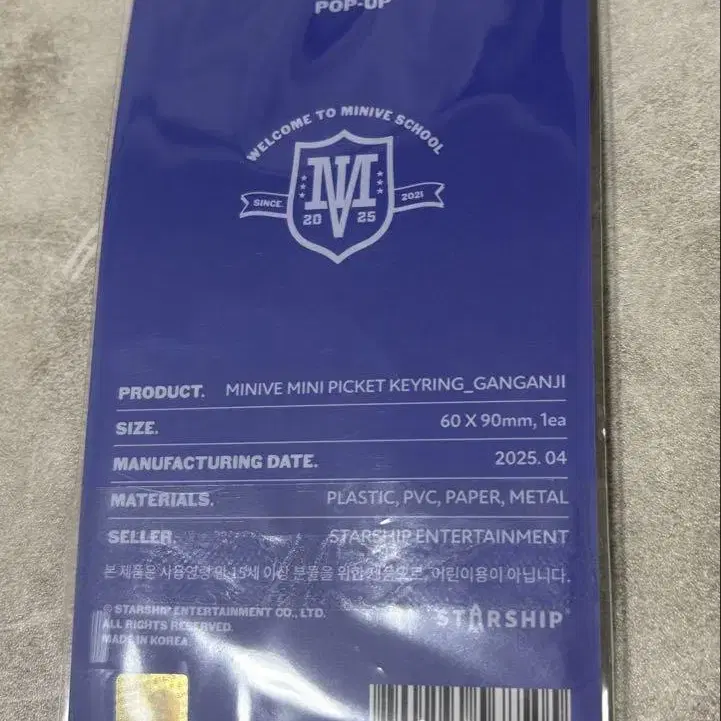 POP-UP
WELCOME TO MINIVE SCHOOL
MV
SINCE. 2021
20 25
PRODUCT. MINIVE MINI PICKET KEYRING_GANGANJI
SIZE. 60 X 90mm, 1ea
MANUFACTURING DATE. 2025. 04
MATERIALS. PLASTIC, PVC, PAPER, METAL
SELLER. STARSHIP ENTERTAINMENT
본 제품은 사용연령 만 15세 이상 분들을 위한 제품으로, 어린이용이 아닙니다.
© STARSHIP ENTERTAINMENT CO., LTD.
ALL RIGHTS RESERVED.
MADE IN KOREA
STARSHIP